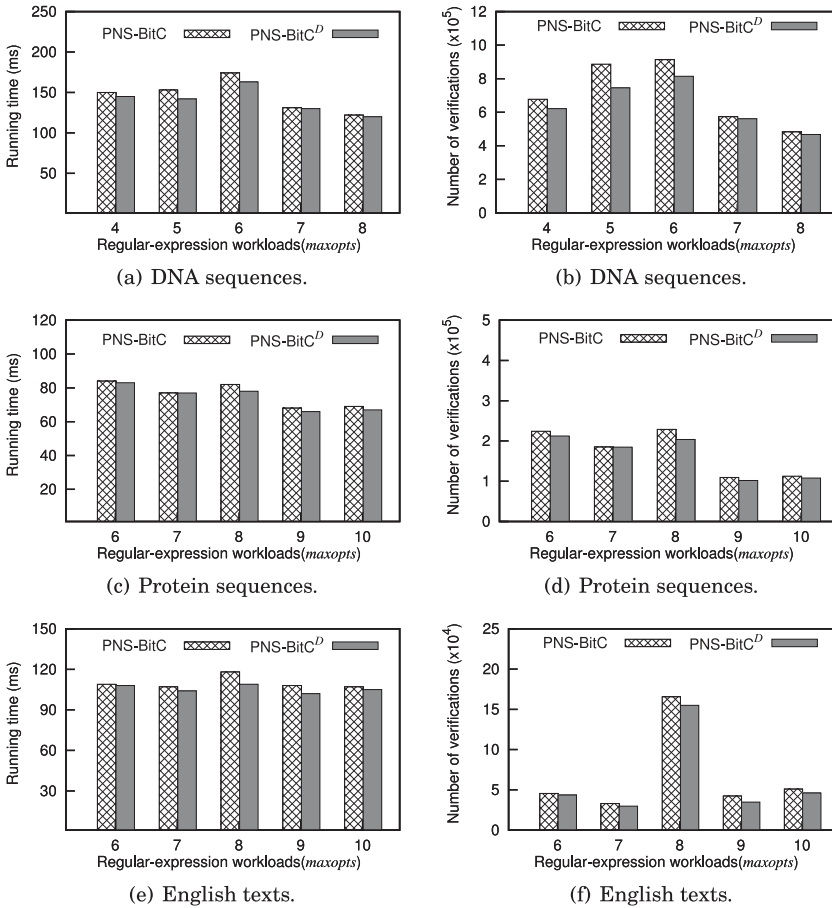 PNS-BitC PNS-BitC^D
Running time (ms)
250
200
150
100
50
4 5 6 7 8
Regular-expression workloads(maxopts)
(a) DNA sequences.
PNS-BitC PNS-BitC^D
Number of verifications (x10^5)
12
10
8
6
4
2
0
4 5 6 7 8
Regular-expression workloads(maxopts)
(b) DNA sequences.
PNS-BitC PNS-BitC^D
Running time (ms)
120
100
80
60
40
20
6 7 8 9 10
Regular-expression workloads(maxopts)
(c) Protein sequences.
PNS-BitC PNS-BitC^D
Number of verifications (x10^5)
5
4
3
2
1
0
6 7 8 9 10
Regular-expression workloads(maxopts)
(d) Protein sequences.
PNS-BitC PNS-BitC^D
Running time (ms)
150
120
90
60
30
6 7 8 9 10
Regular-expression workloads(maxopts)
(e) English texts.
PNS-BitC PNS-BitC^D
Number of verifications (x10^4)
25
20
15
10
5
0
6 7 8 9 10
Regular-expression workloads(maxopts)
(f) English texts.